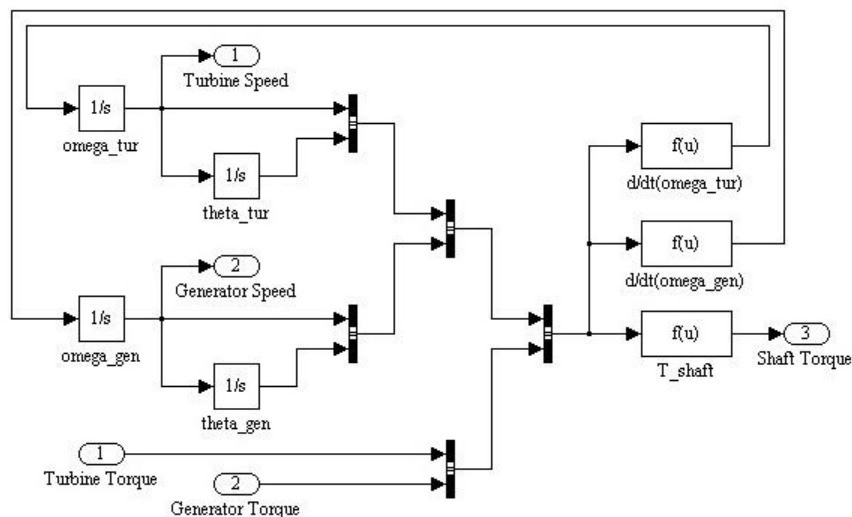 1
Turbine Speed
1/s
omega_tur
1/s
theta_tur
f(u)
d/dt(omega_tur)
f(u)
d/dt(omega_gen)
2
Generator Speed
1/s
omega_gen
1/s
theta_gen
f(u)
T_shaft
3
Shaft Torque
1
Turbine Torque
2
Generator Torque